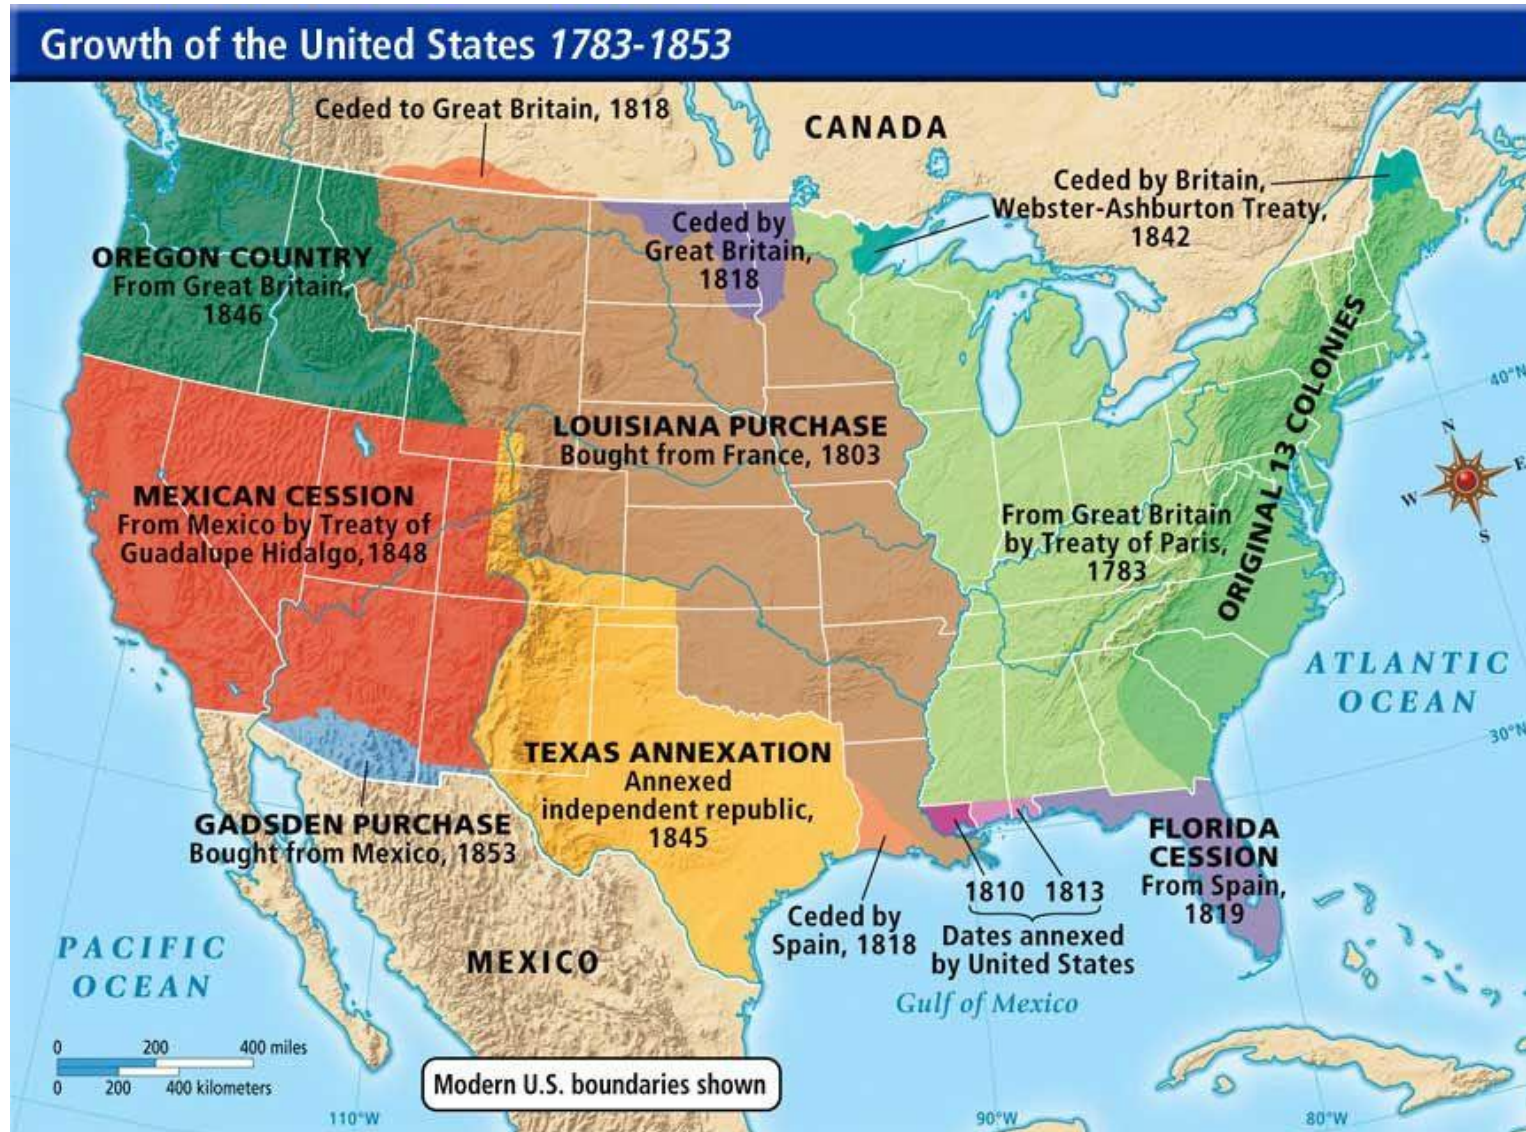 Growth of the United States 1783-1853
Ceded to Great Britain, 1818
CANADA
Ceded by Britain,
Webster-Ashburton Treaty,
1842
Ceded by
Great Britain,
1818
OREGON COUNTRY
From Great Britain,
1846
ORIGINAL 13 COLONIES
40°N
N
E
W
S
LOUISIANA PURCHASE
Bought from France, 1803
MEXICAN CESSION
From Mexico by Treaty of
Guadalupe Hidalgo,1848
From Great Britain
by Treaty of Paris,
1783
ATLANTIC
OCEAN
30°N
TEXAS ANNEXATION
Annexed
independent republic,
1845
GADSDEN PURCHASE
Bought from Mexico, 1853
FLORIDA
CESSION
From Spain,
1819
1810 1813
Dates annexed
by United States
Ceded by
Spain, 1818
PACIFIC
OCEAN
MEXICO
Gulf of Mexico
0 200 400 miles
0 200 400 kilometers
Modern U.S. boundaries shown
110°W
90°W
80°W